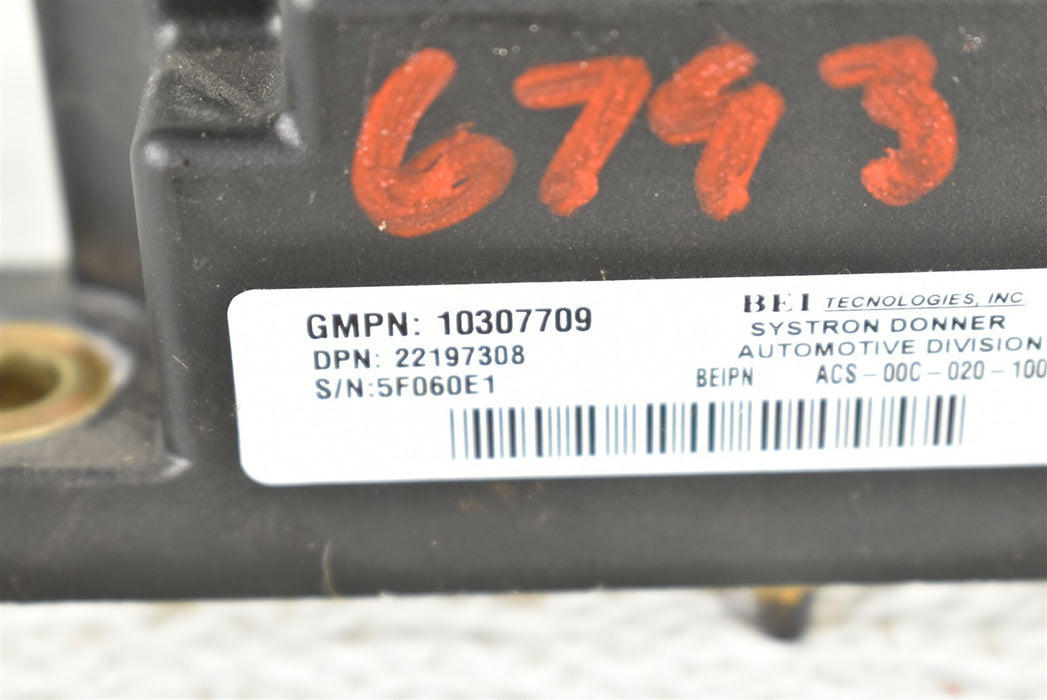 6793
GMPN: 10307709
DPN: 22197308
S/N:5F060E1
BEI TECNOLOGIES, INC.
SYSTRON DONNER
AUTOMOTIVE DIVISION
BEIPN ACS-00C-020-100